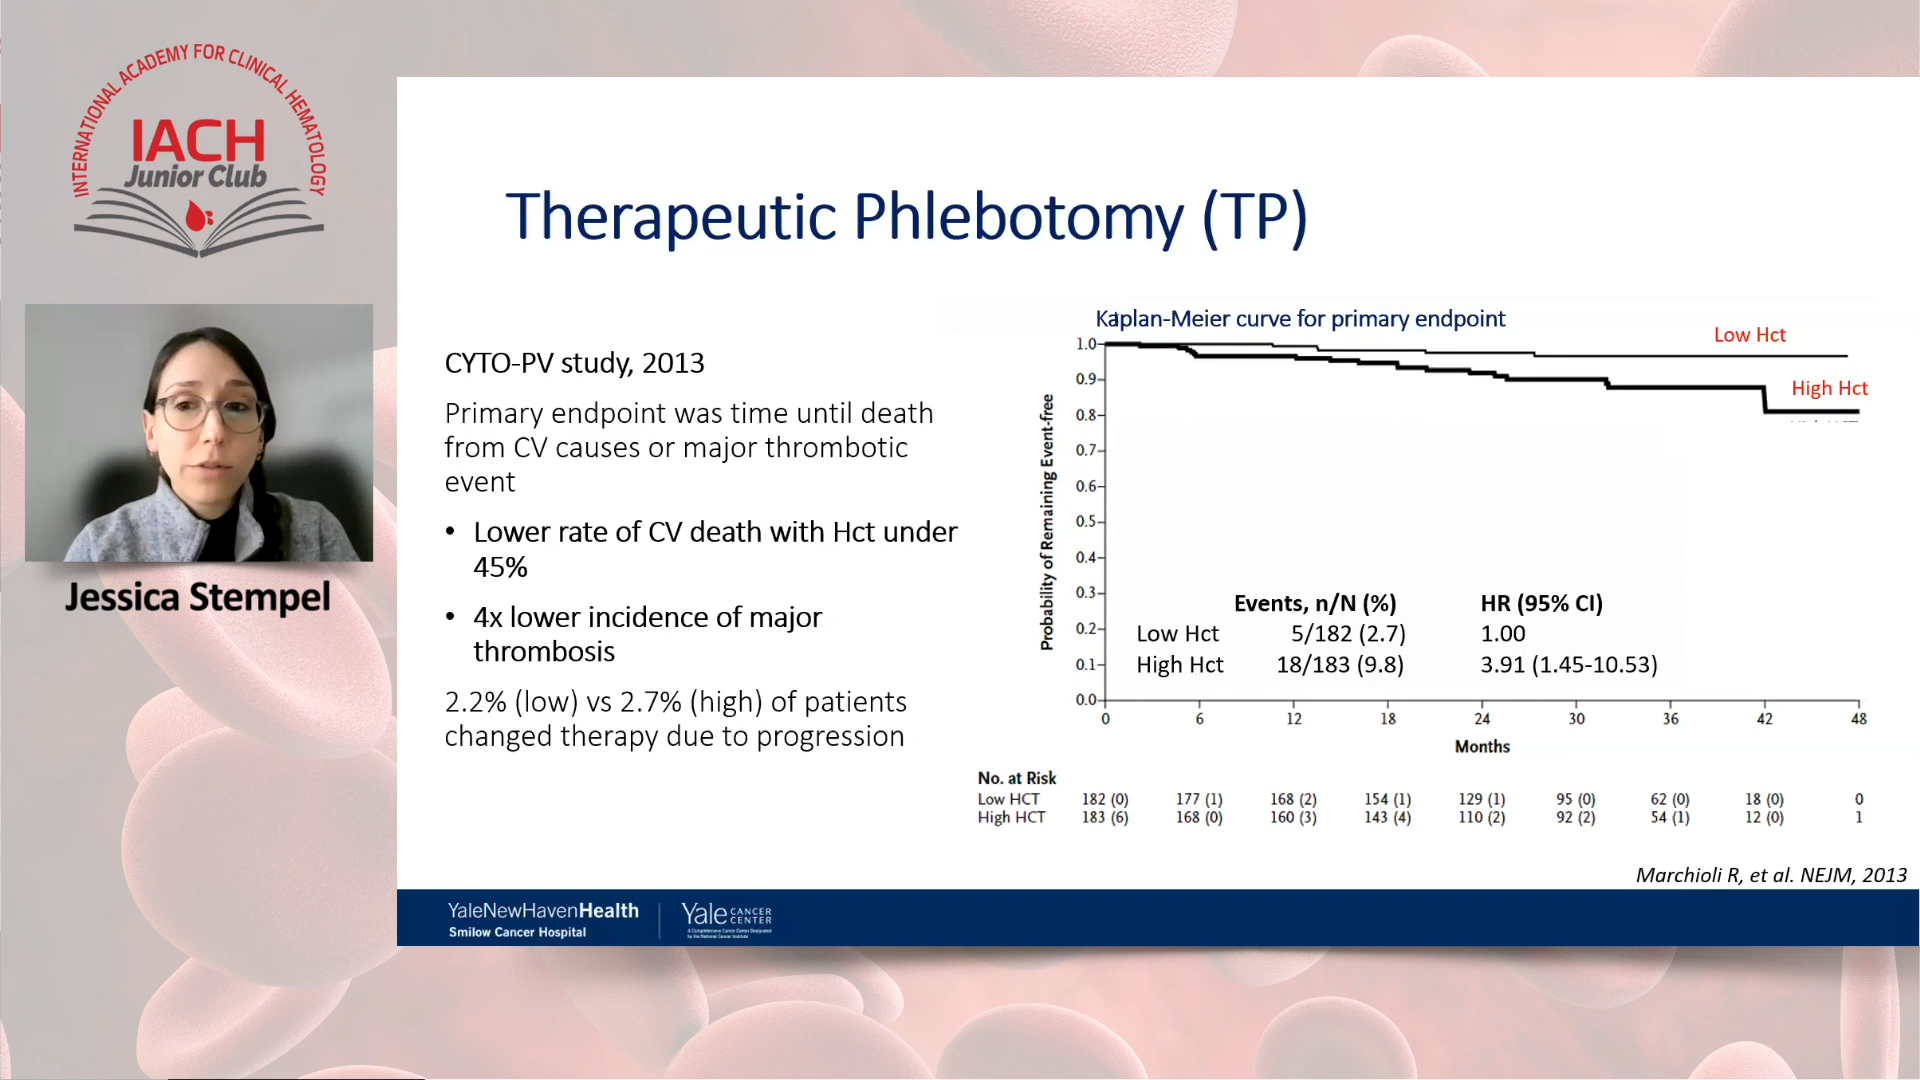 INTERNATIONAL ACADEMY FOR CLINICAL HEMATOLOGY
IACH
Junior Club
Jessica Stempel
Therapeutic Phlebotomy (TP)
CYTO-PV study, 2013
Primary endpoint was time until death
from CV causes or major thrombotic
event
• Lower rate of CV death with Hct under
45%
• 4x lower incidence of major
thrombosis
2.2% (low) vs 2.7% (high) of patients
changed therapy due to progression
Kaplan-Meier curve for primary endpoint
Low Hct
High Hct
Probability of Remaining Event-free
1.0
0.9
0.8
0.7
0.6
0.5
0.4
0.3
0.2
0.1
0.0
Events, n/N (%) HR (95% CI)
Low Hct 5/182 (2.7) 1.00
High Hct 18/183 (9.8) 3.91 (1.45-10.53)
0 6 12 18 24 30 36 42 48
Months
No. at Risk
Low HCT 182 (0) 177 (1) 168 (2) 154 (1) 129 (1) 95 (0) 62 (0) 18 (0) 0
High HCT 183 (6) 168 (0) 160 (3) 143 (4) 110 (2) 92 (2) 54 (1) 12 (0) 1
Marchioli R, et al. NEJM, 2013
YaleNewHavenHealth
Smilow Cancer Hospital
Yale CANCER
CENTER